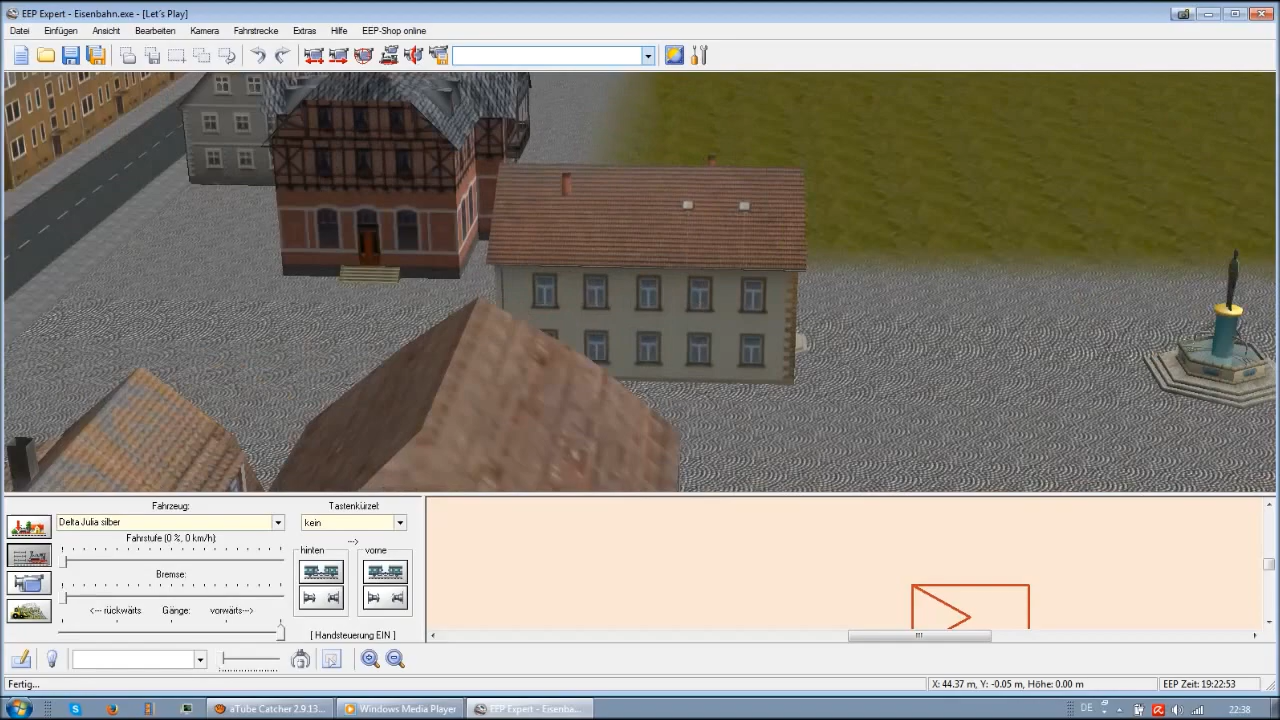 EEP Expert - Eisenbahn.exe - [Let´s Play]
Datei Einfügen Ansicht Bearbeiten Kamera Fahrstrecke Extras Hilfe EEP-Shop online
Fahrzeug:
Delta Julia silber
Tastenkürzel:
kein
Fahrstufe (0 %, 0 km/h):
--->
hinten
vorne
Bremse:
<--- rückwärts Gänge: vorwärts--->
[ Handsteuerung EIN ]
Fertig...
X: 44.37 m, Y: -0.05 m, Höhe: 0.00 m
EEP Zeit: 19:22:53
aTube Catcher 2.9.13...
Windows Media Player
EEP Expert - Eisenba...
DE
22:38